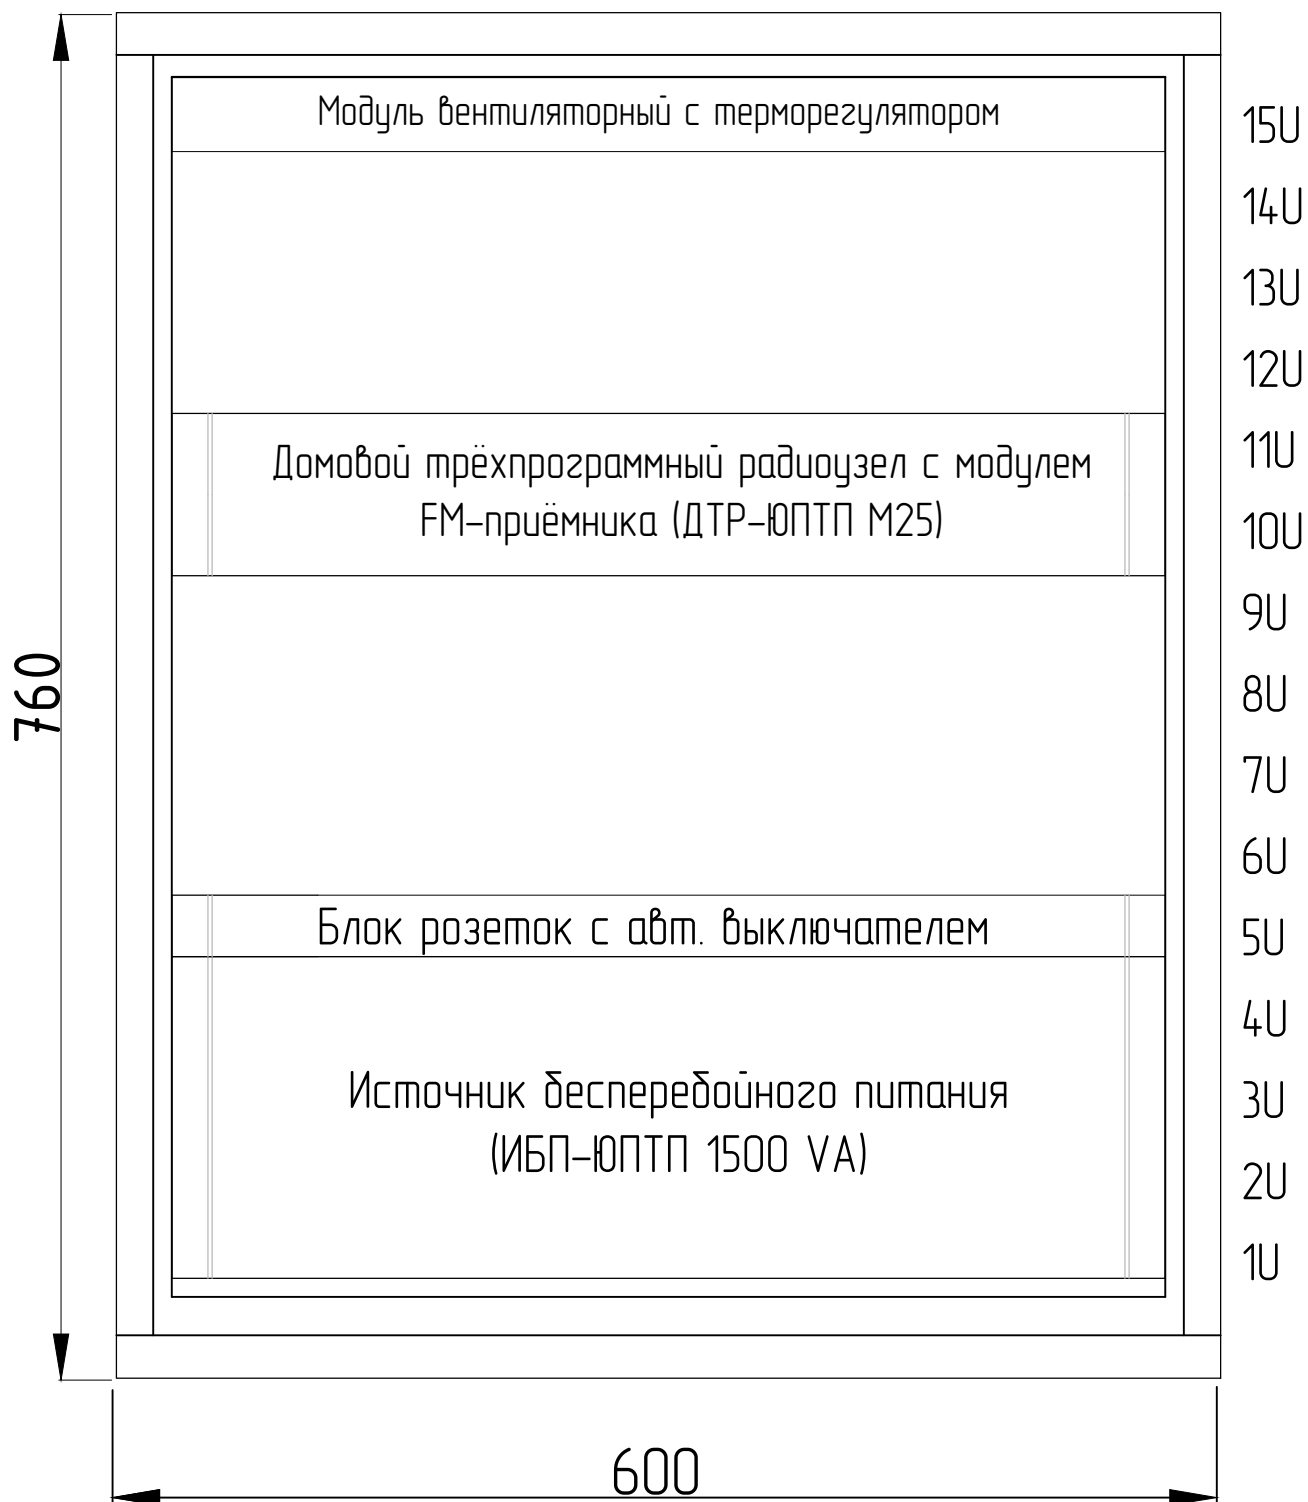 Модуль вентиляторный с терморегулятором
15U
14U
13U
12U
Домовой трёхпрограммный радиоузел с модулем
FM-приёмника (ДТР-ЮПТП М25)
11U
10U
9U
8U
760
7U
6U
Блок розеток с авт. выключателем
5U
4U
Источник бесперебойного питания
(ИБП-ЮПТП 1500 VA)
3U
2U
1U
600